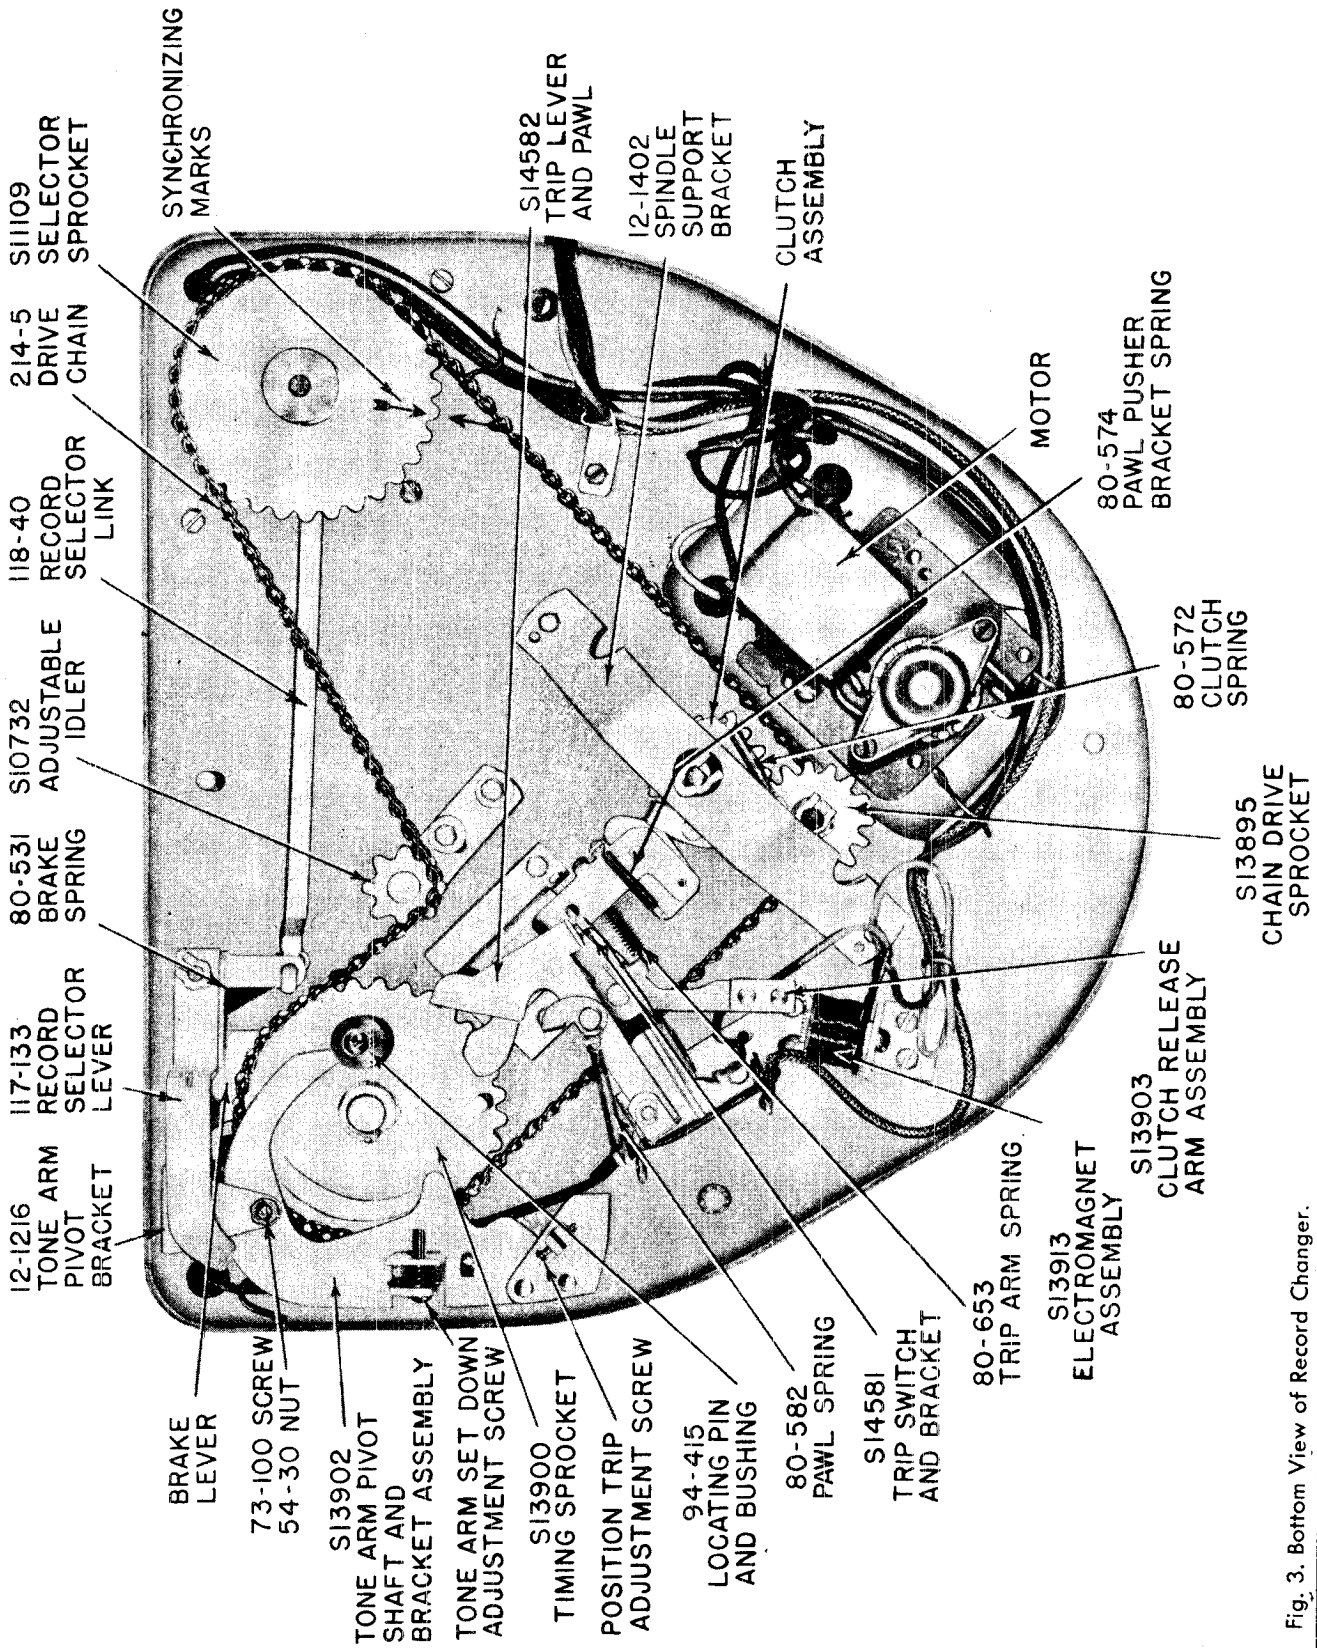 12-1216
TONE ARM
PIVOT
BRACKET
117-133
RECORD
SELECTOR
LEVER
80-531
BRAKE
SPRING
S10732
ADJUSTABLE
IDLER
118-40
RECORD
SELECTOR
LINK
214-5
DRIVE
CHAIN
S11109
SELECTOR
SPROCKET
SYNCHRONIZING
MARKS
S14582
TRIP LEVER
AND PAWL
12-1402
SPINDLE
SUPPORT
BRACKET
CLUTCH
ASSEMBLY
MOTOR
80-574
PAWL PUSHER
BRACKET SPRING
80-572
CLUTCH
SPRING
S13895
CHAIN DRIVE
SPROCKET
S13903
CLUTCH RELEASE
ARM ASSEMBLY
S13913
ELECTROMAGNET
ASSEMBLY
80-653
TRIP ARM SPRING
S14581
TRIP SWITCH
AND BRACKET
80-582
PAWL SPRING
94-415
LOCATING PIN
AND BUSHING
POSITION TRIP
ADJUSTMENT SCREW
S13900
TIMING SPROCKET
TONE ARM SET DOWN
ADJUSTMENT SCREW
S13902
TONE ARM PIVOT
SHAFT AND
BRACKET ASSEMBLY
73-100 SCREW
54-30 NUT
BRAKE
LEVER
Fig. 3. Bottom View of Record Changer.